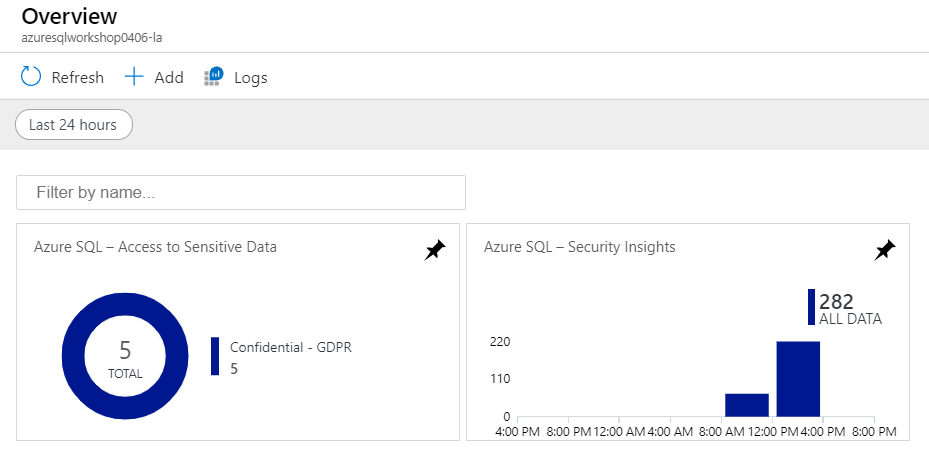 Overview
azuresqlworkshop0406-la
Refresh Add Logs
Last 24 hours
Filter by name...
Azure SQL – Access to Sensitive Data
5
TOTAL
Confidential - GDPR
5
Azure SQL – Security Insights
282
ALL DATA
220
110
0
4:00 PM 8:00 PM 12:00 AM 4:00 AM 8:00 AM 12:00 PM 4:00 PM 8:00 PM